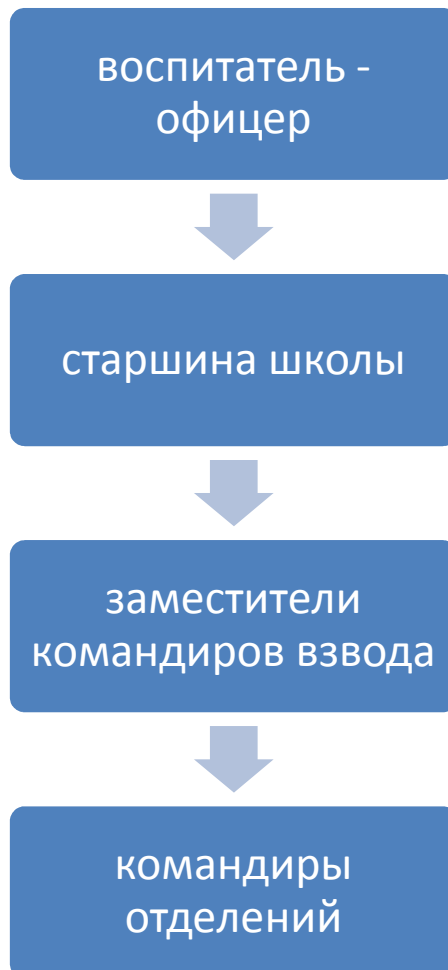 воспитатель -
офицер
старшина школы
заместители
командиров взвода
командиры
отделений